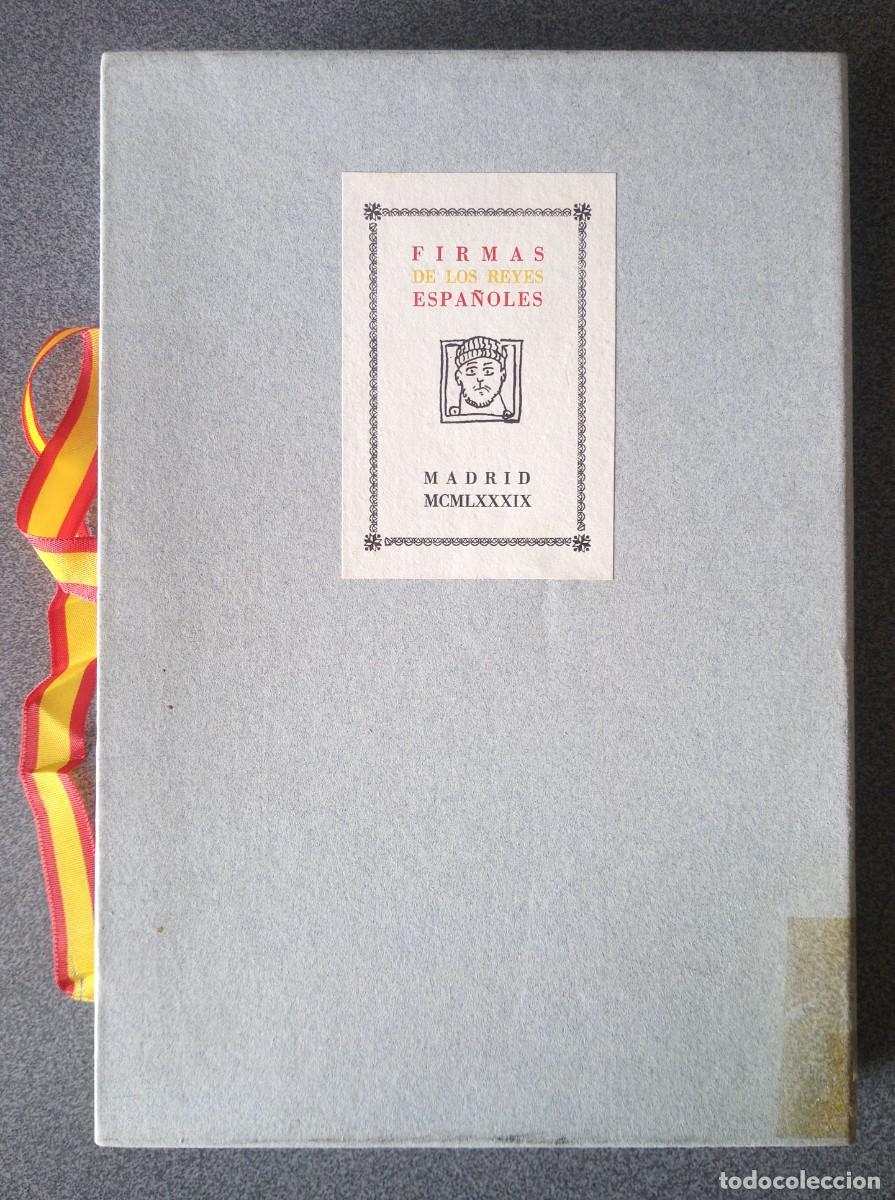 FIRMAS
DE LOS REYES
ESPAÑOLES
MADRID
MCMLXXXIX
todocoleccion